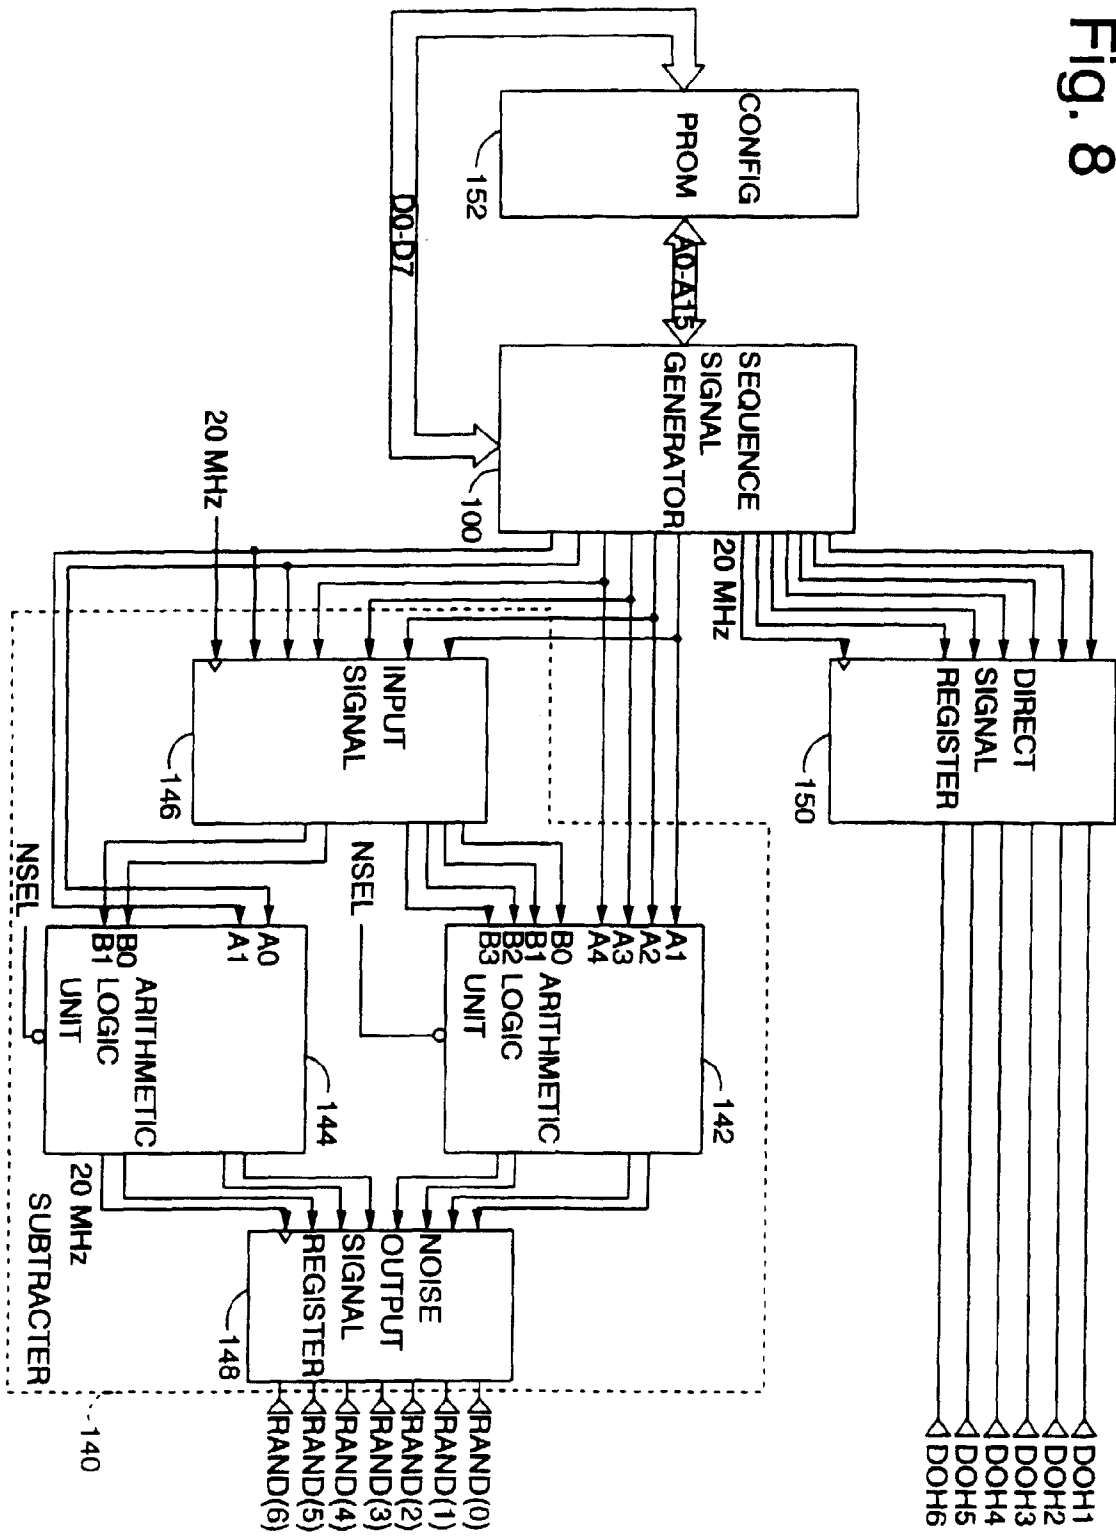 Fig. 8
CONFIG
PROM
152
A0-A15
D0-D7
SEQUENCE
SIGNAL
GENERATOR
100
20 MHz
20 MHz
DIRECT
SIGNAL
REGISTER
150
DOH1
DOH2
DOH3
DOH4
DOH5
DOH6
INPUT
SIGNAL
146
NSEL
NSEL
A1
A2
A3
A4
B0
B1
B2
B3
ARITHMETIC
LOGIC
UNIT
142
A0
A1
B0
B1
ARITHMETIC
LOGIC
UNIT
144
20 MHz
NOISE
OUTPUT
SIGNAL
REGISTER
148
RAND(0)
RAND(1)
RAND(2)
RAND(3)
RAND(4)
RAND(5)
RAND(6)
SUBTRACTER
140